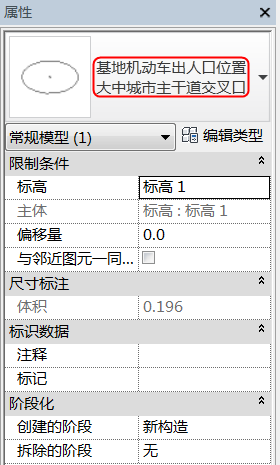 属性
基地机动车出入口位置
大中城市主干道交叉口
常规模型 (1)
编辑类型
限制条件
标高
标高 1
主体
标高 : 标高 1
偏移量
0.0
与邻近图元一同...
尺寸标注
体积
0.196
标识数据
注释
标记
阶段化
创建的阶段
新构造
拆除的阶段
无